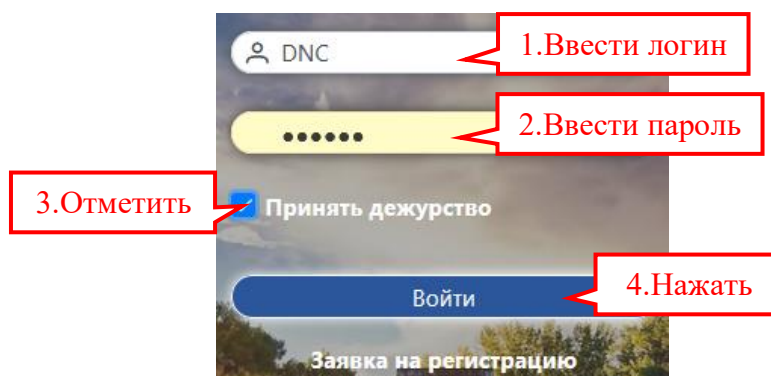 DNC
1.Ввести логин
••••••
2.Ввести пароль
3.Отметить
Принять дежурство
Войти
4.Нажать
Заявка на регистрацию